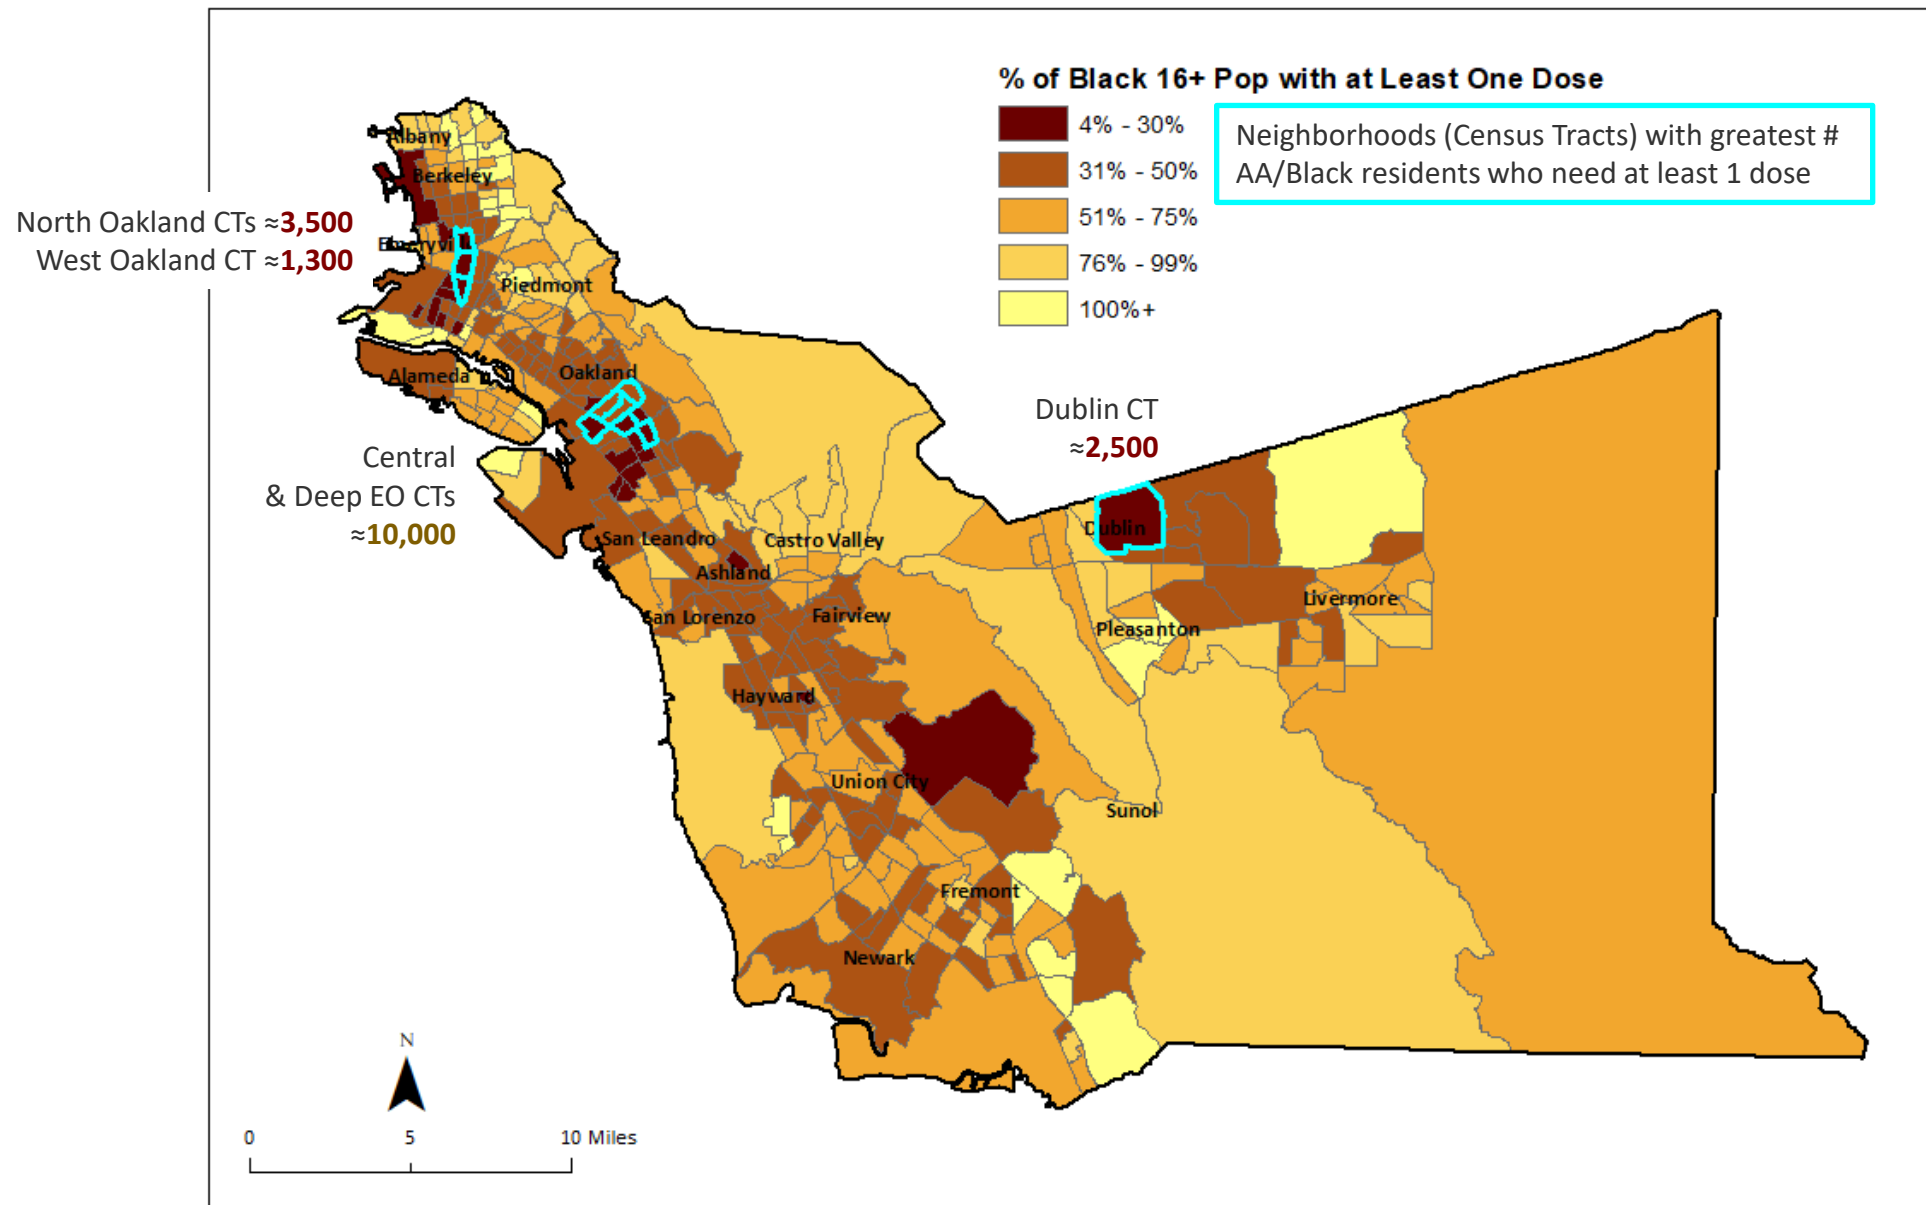 % of Black 16+ Pop with at Least One Dose
4% - 30%
31% - 50%
51% - 75%
76% - 99%
100%+
Neighborhoods (Census Tracts) with greatest #
AA/Black residents who need at least 1 dose
North Oakland CTs ≈3,500
West Oakland CT ≈1,300
Central
& Deep EO CTs
≈10,000
Dublin CT
≈2,500
Albany
Berkeley
Piedmont
Oakland
Alameda
San Leandro
Castro Valley
Ashland
San Lorenzo
Fairview
Hayward
Union City
Dublin
Livermore
Pleasanton
Sunol
Fremont
Newark
N
0 5 10 Miles